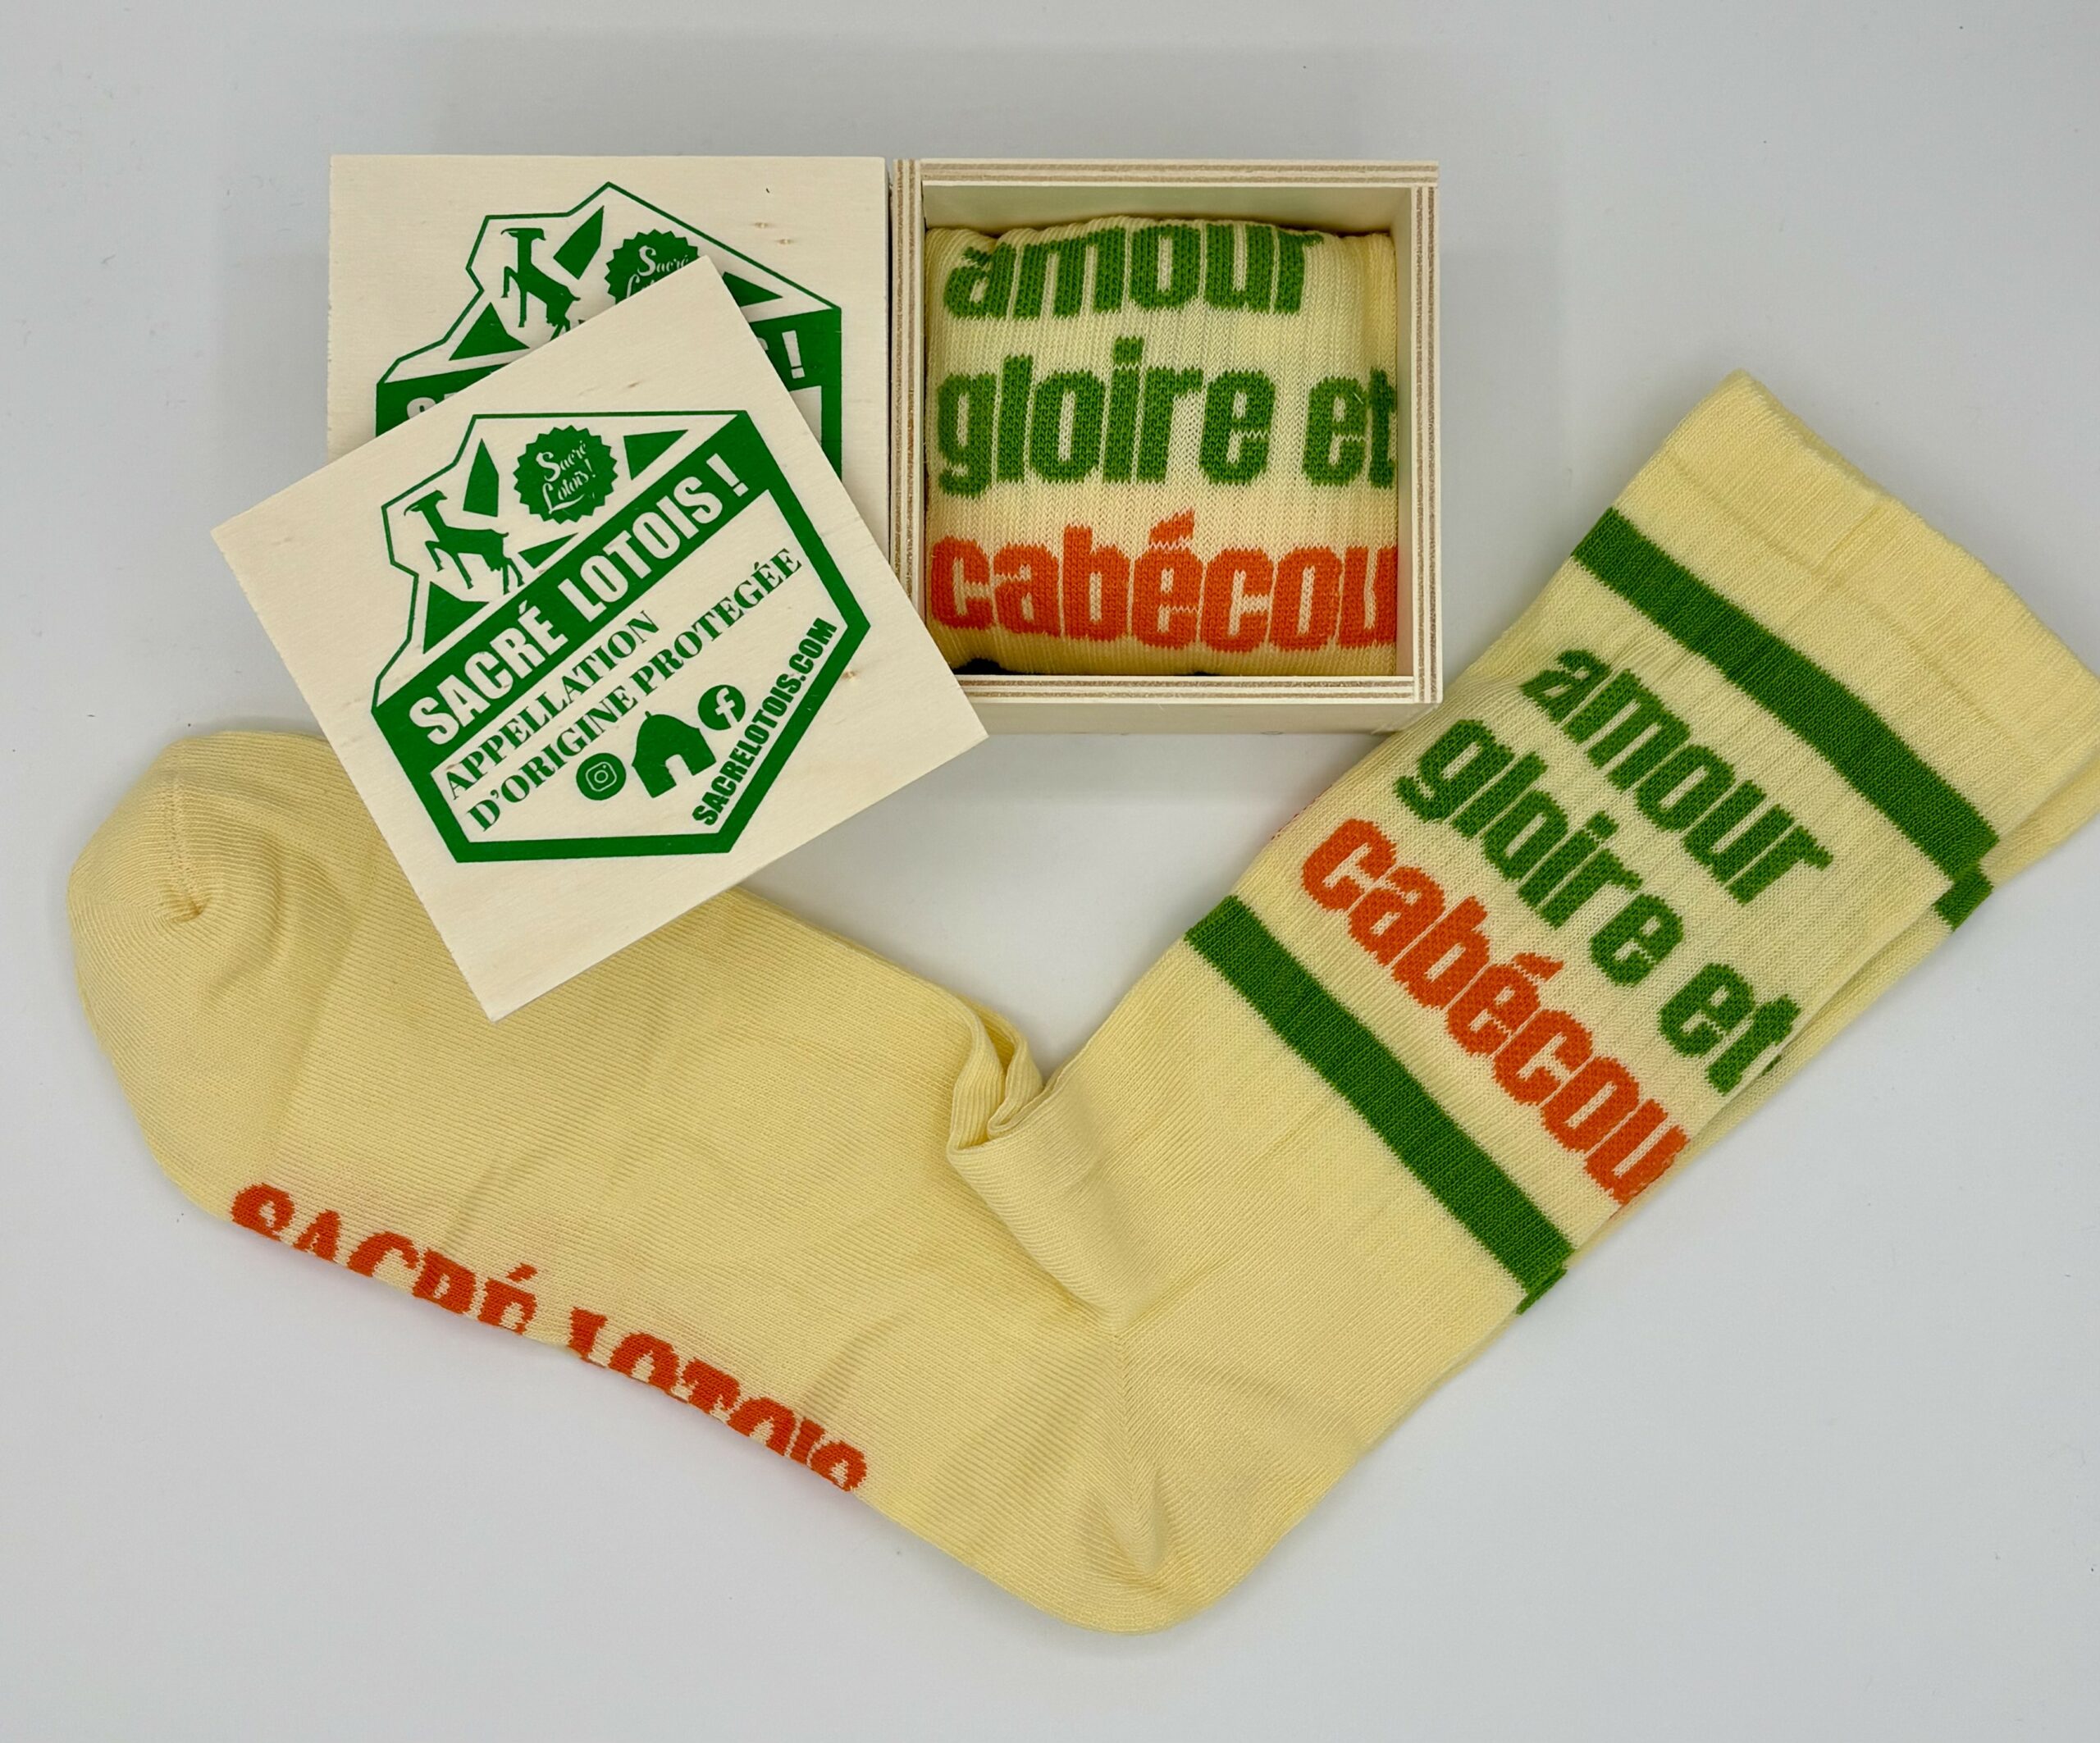 Sacré
S !
Sacré
Lotois!
SACRÉ LOTOIS !
APPELLATION
D'ORIGINE PROTEGÉE
SACRELOTOIS.COM
amour
gloire et
cabécou
amour
gloire et
cabécou
SACRÉ LOTOIS